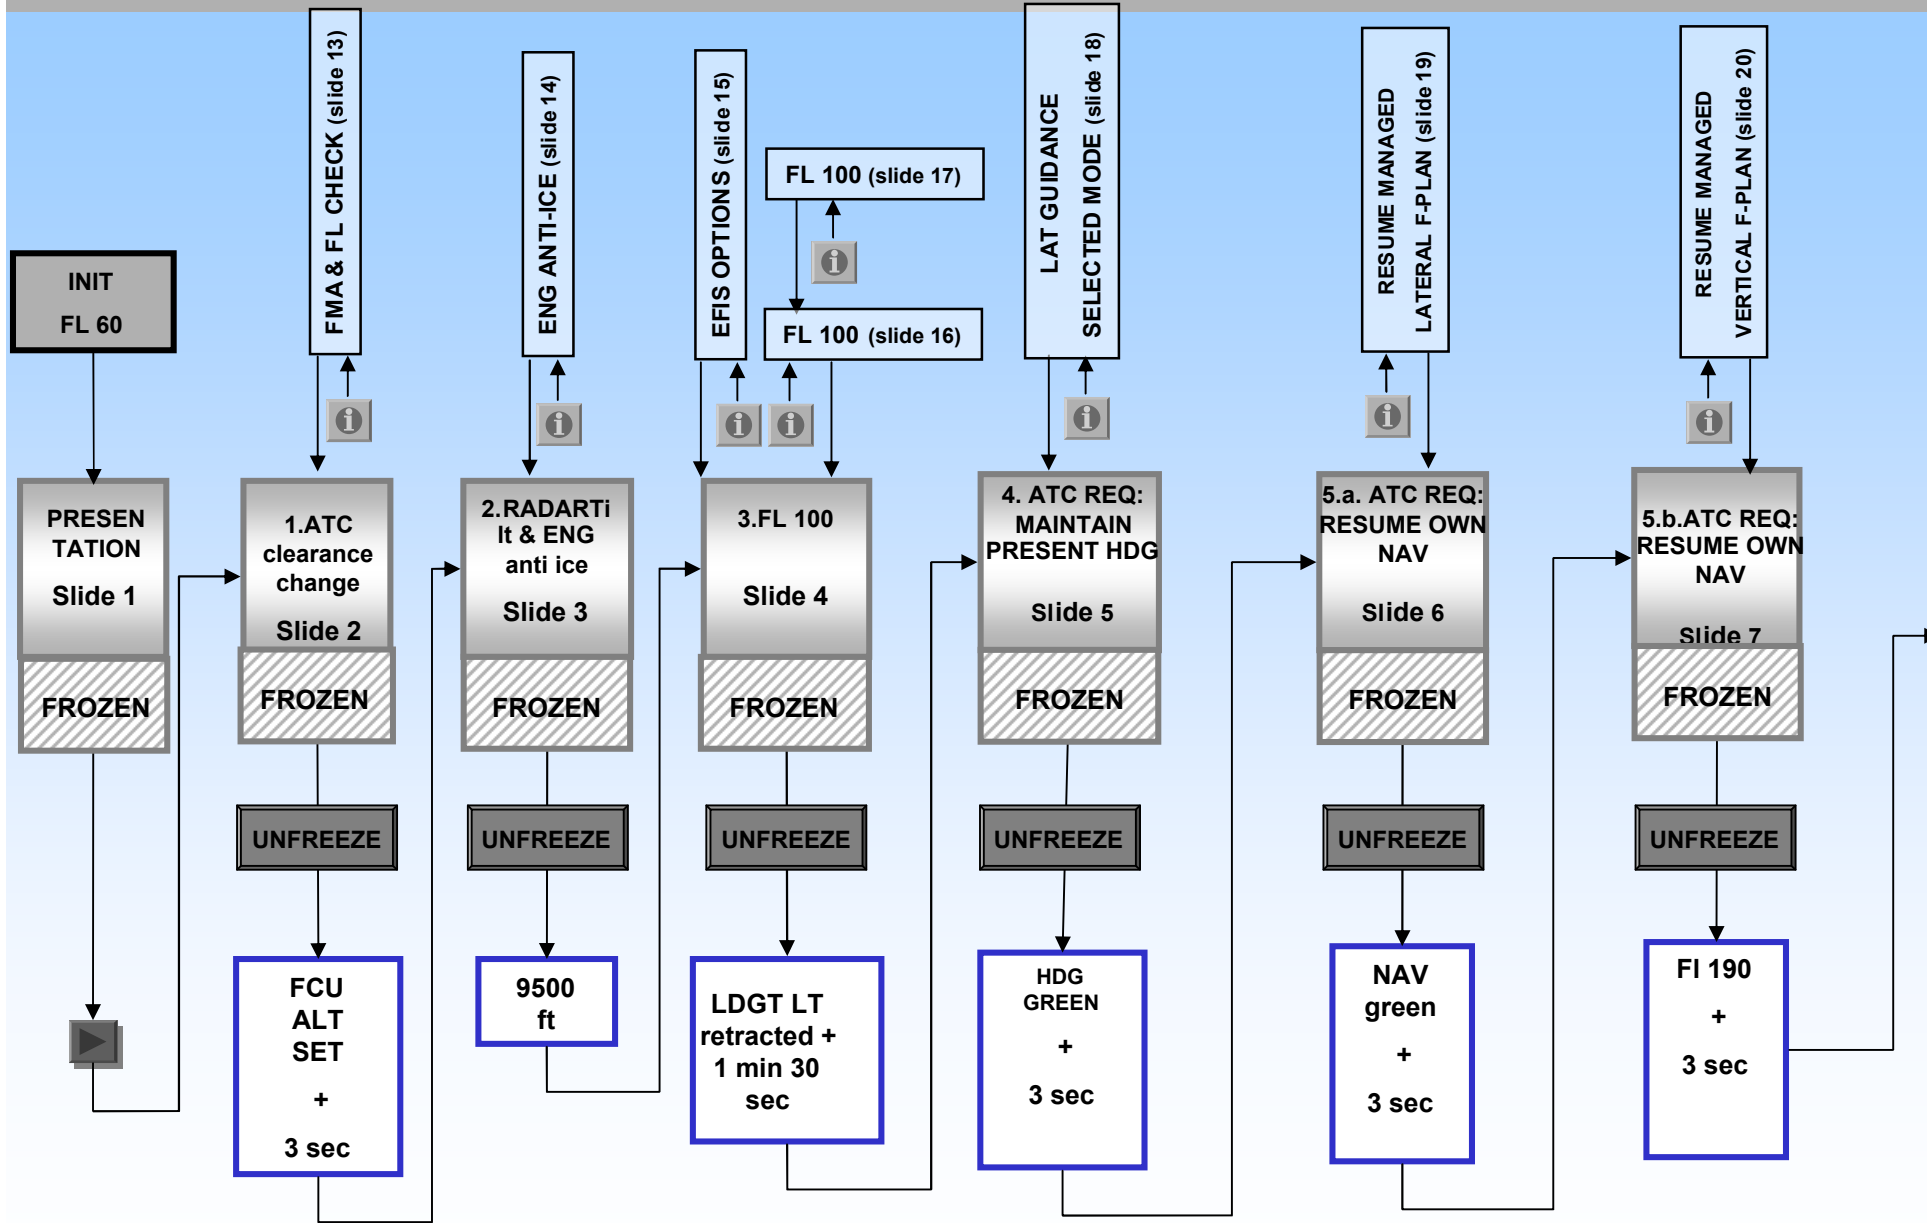 FMA & FL CHECK (slide 13)
ENG ANTI-ICE (slide 14)
EFIS OPTIONS (slide 15)
FL 100 (slide 17)
FL 100 (slide 16)
LAT GUIDANCE
SELECTED MODE (slide 18)
RESUME MANAGED
LATERAL F-PLAN (slide 19)
RESUME MANAGED
VERTICAL F-PLAN (slide 20)
INIT
FL 60
PRESEN
TATION
Slide 1
FROZEN
1.ATC
clearance
change
Slide 2
FROZEN
UNFREEZE
FCU
ALT
SET
+
3 sec
2.RADARTi
lt & ENG
anti ice
Slide 3
FROZEN
UNFREEZE
9500
ft
3.FL 100
Slide 4
FROZEN
UNFREEZE
LDGT LT
retracted +
1 min 30
sec
4. ATC REQ:
MAINTAIN
PRESENT HDG
Slide 5
FROZEN
UNFREEZE
HDG
GREEN
+
3 sec
5.a. ATC REQ:
RESUME OWN
NAV
Slide 6
FROZEN
UNFREEZE
NAV
green
+
3 sec
5.b.ATC REQ:
RESUME OWN
NAV
Slide 7
FROZEN
UNFREEZE
Fl 190
+
3 sec